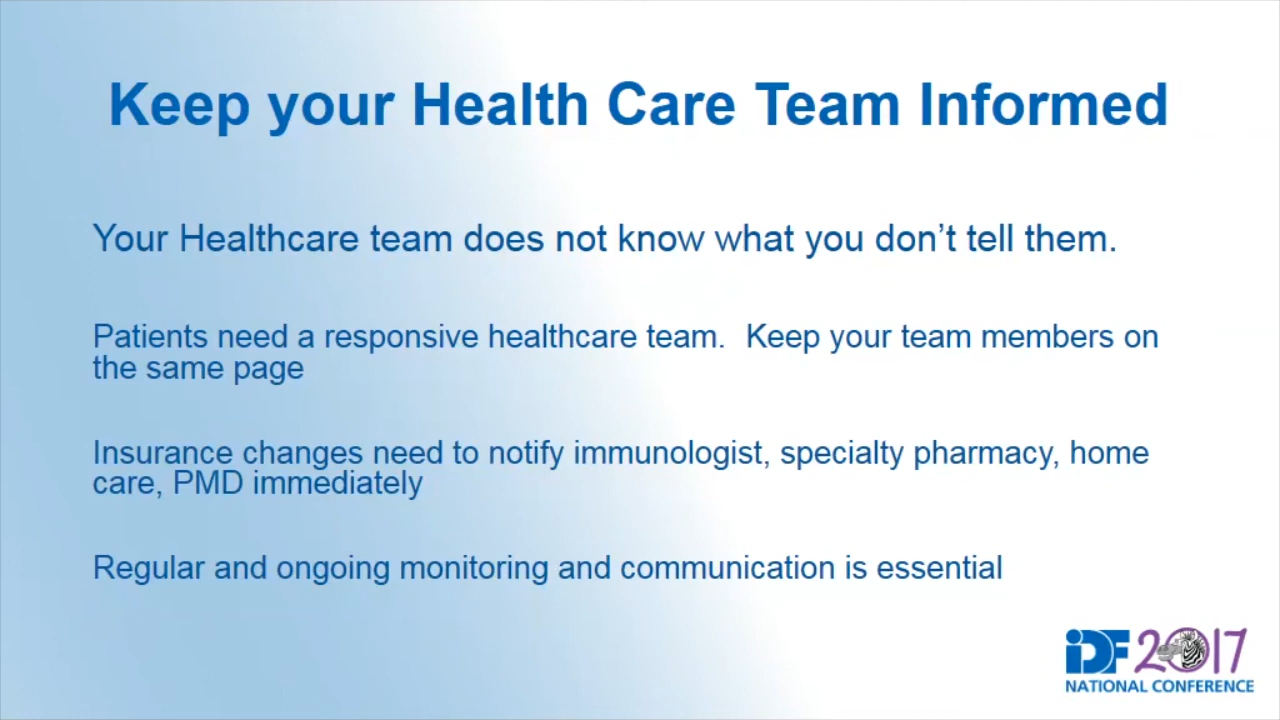 Keep your Health Care Team Informed
Your Healthcare team does not know what you don’t tell them.
Patients need a responsive healthcare team.  Keep your team members on
the same page
Insurance changes need to notify immunologist, specialty pharmacy, home
care, PMD immediately
Regular and ongoing monitoring and communication is essential
iDF 2017
NATIONAL CONFERENCE